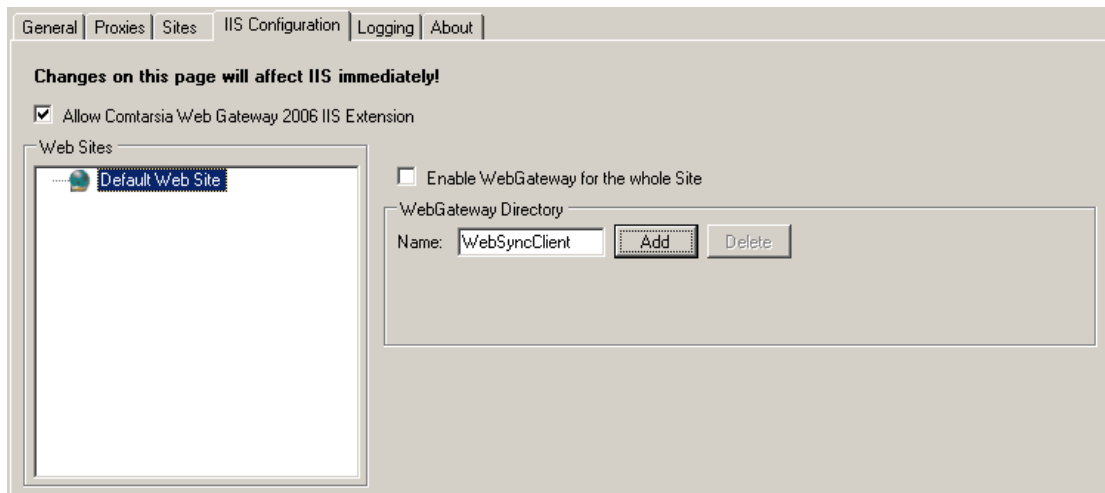 General Proxies Sites IIS Configuration Logging About
Changes on this page will affect IIS immediately!
Allow Comtarsia Web Gateway 2006 IIS Extension
Web Sites
Default Web Site
Enable WebGateway for the whole Site
WebGateway Directory
Name: WebSyncClient Add Delete